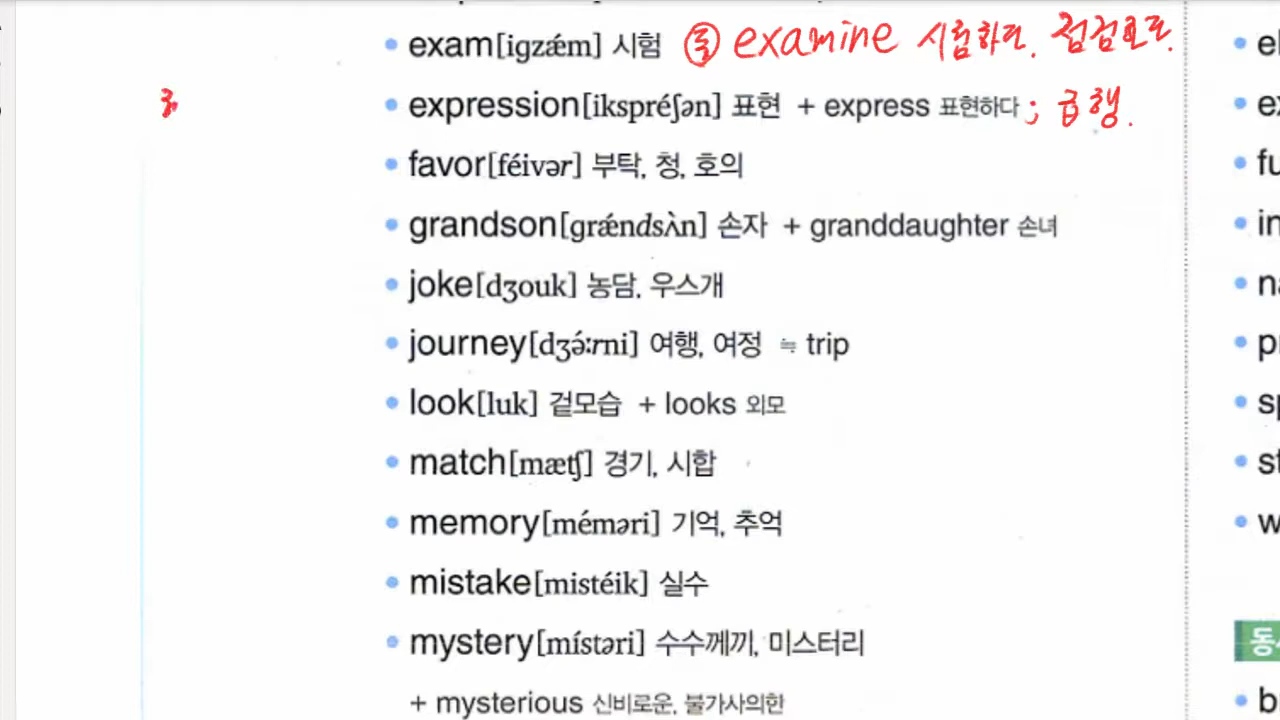 exam[igzǽm] 시험 ⑧ examine 시험하다. 점검하다.
expression[ikspréʃən] 표현 + express 표현하다 ; 급행.
favor[féivər] 부탁, 청, 호의
grandson[grǽndsʌ̀n] 손자 + granddaughter 손녀
joke[dʒouk] 농담, 우스개
journey[dʒə́ːrni] 여행, 여정 ≒ trip
look[luk] 겉모습 + looks 외모
match[mætʃ] 경기, 시합
memory[méməri] 기억, 추억
mistake[mistéik] 실수
mystery[místəri] 수수께끼, 미스터리
+ mysterious 신비로운, 불가사의한